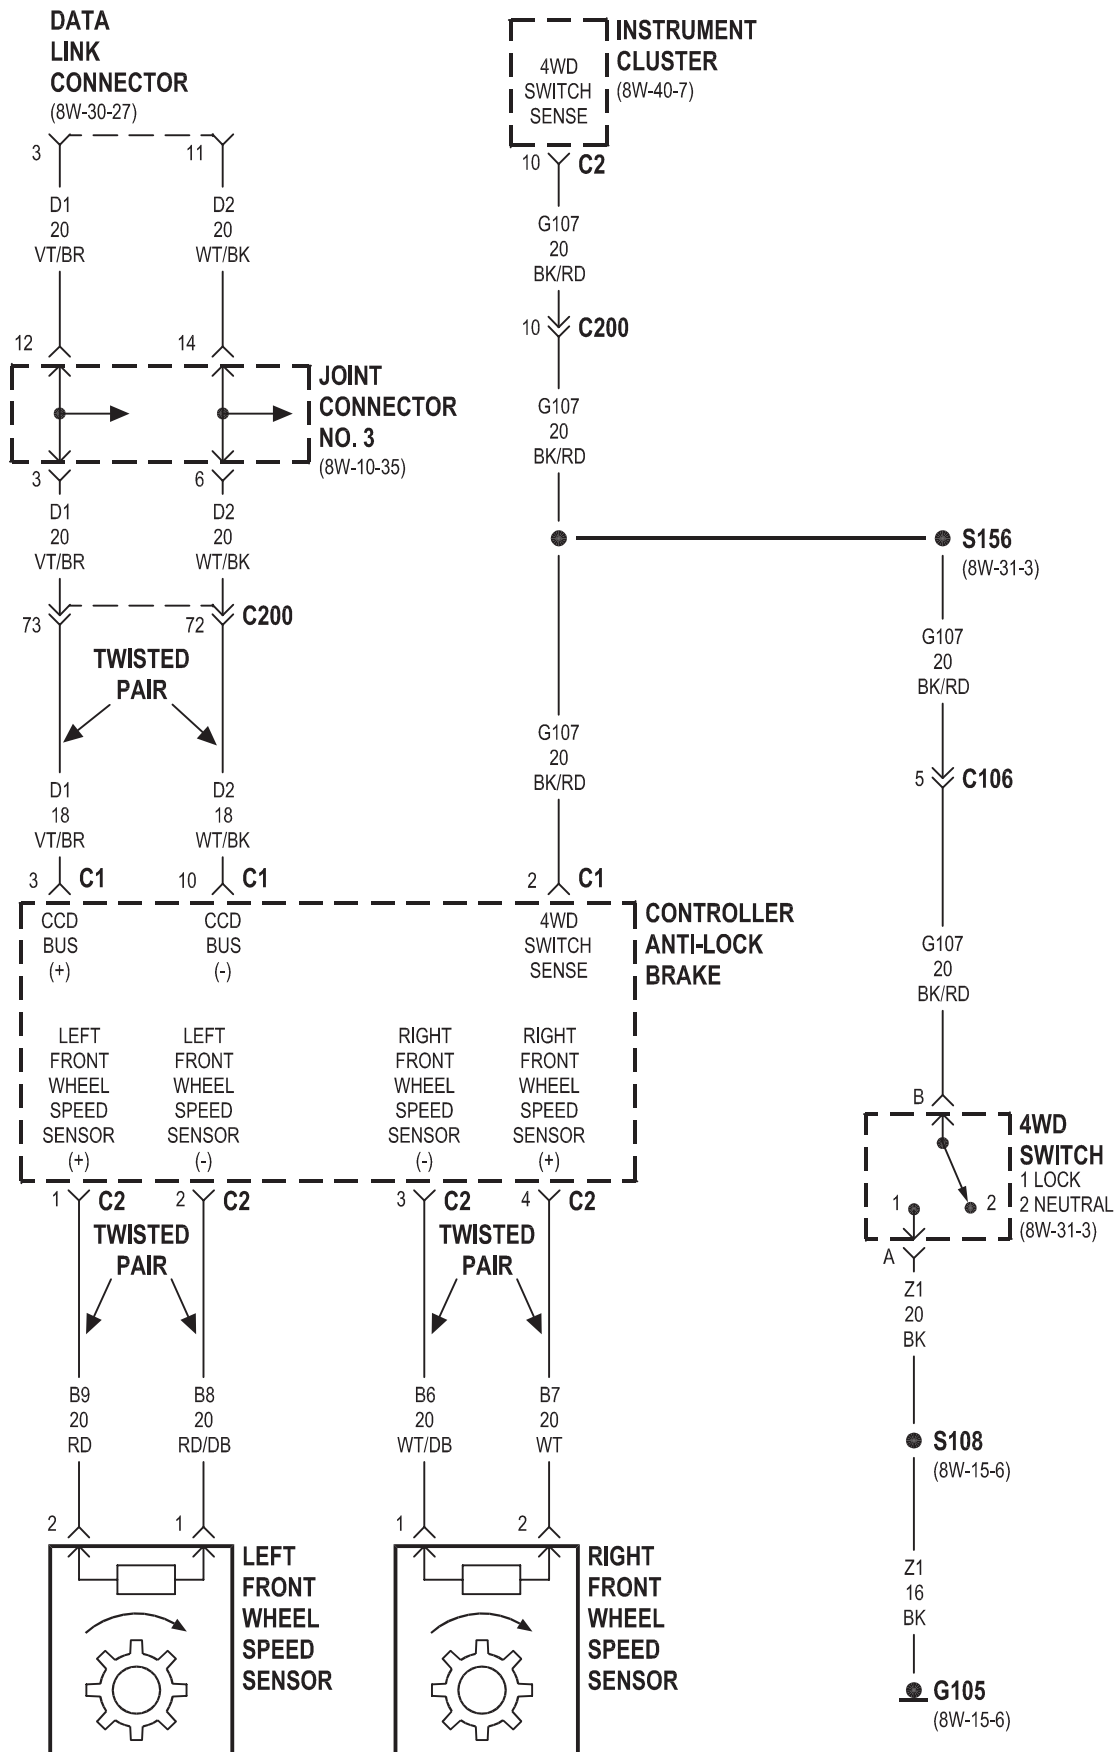 DATA
LINK
CONNECTOR
(8W-30-27)
3
11
D1
20
VT/BR
D2
20
WT/BK
12
14
JOINT
CONNECTOR
NO. 3
(8W-10-35)
3
6
D1
20
VT/BR
D2
20
WT/BK
73
72
C200
TWISTED
PAIR
D1
18
VT/BR
D2
18
WT/BK
3
C1
10
C1
INSTRUMENT
CLUSTER
(8W-40-7)
4WD
SWITCH
SENSE
10
C2
G107
20
BK/RD
10
C200
G107
20
BK/RD
S156
(8W-31-3)
G107
20
BK/RD
2
C1
G107
20
BK/RD
5
C106
G107
20
BK/RD
CONTROLLER
ANTI-LOCK
BRAKE
CCD
BUS
(+)
CCD
BUS
(-)
4WD
SWITCH
SENSE
LEFT
FRONT
WHEEL
SPEED
SENSOR
(+)
LEFT
FRONT
WHEEL
SPEED
SENSOR
(-)
RIGHT
FRONT
WHEEL
SPEED
SENSOR
(-)
RIGHT
FRONT
WHEEL
SPEED
SENSOR
(+)
1
C2
2
C2
3
C2
4
C2
TWISTED
PAIR
TWISTED
PAIR
B9
20
RD
B8
20
RD/DB
B6
20
WT/DB
B7
20
WT
2
1
1
2
LEFT
FRONT
WHEEL
SPEED
SENSOR
RIGHT
FRONT
WHEEL
SPEED
SENSOR
B
4WD
SWITCH
1 LOCK
2 NEUTRAL
(8W-31-3)
1
2
A
Z1
20
BK
S108
(8W-15-6)
Z1
16
BK
G105
(8W-15-6)